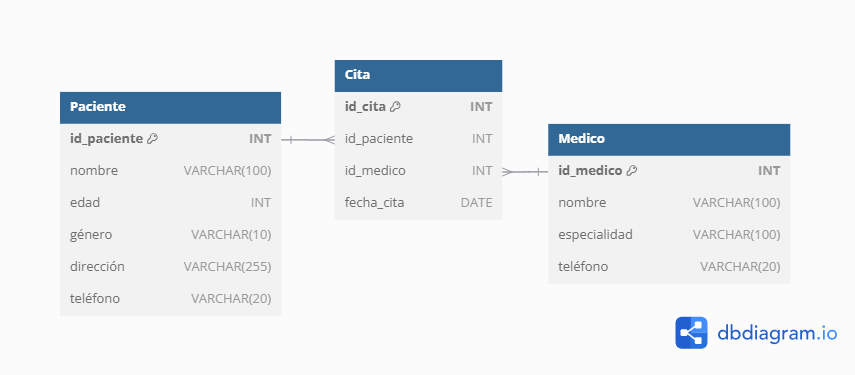 Paciente
id_paciente INT
nombre VARCHAR(100)
edad INT
género VARCHAR(10)
dirección VARCHAR(255)
teléfono VARCHAR(20)
Cita
id_cita INT
id_paciente INT
id_medico INT
fecha_cita DATE
Medico
id_medico INT
nombre VARCHAR(100)
especialidad VARCHAR(100)
teléfono VARCHAR(20)
dbdiagram.io